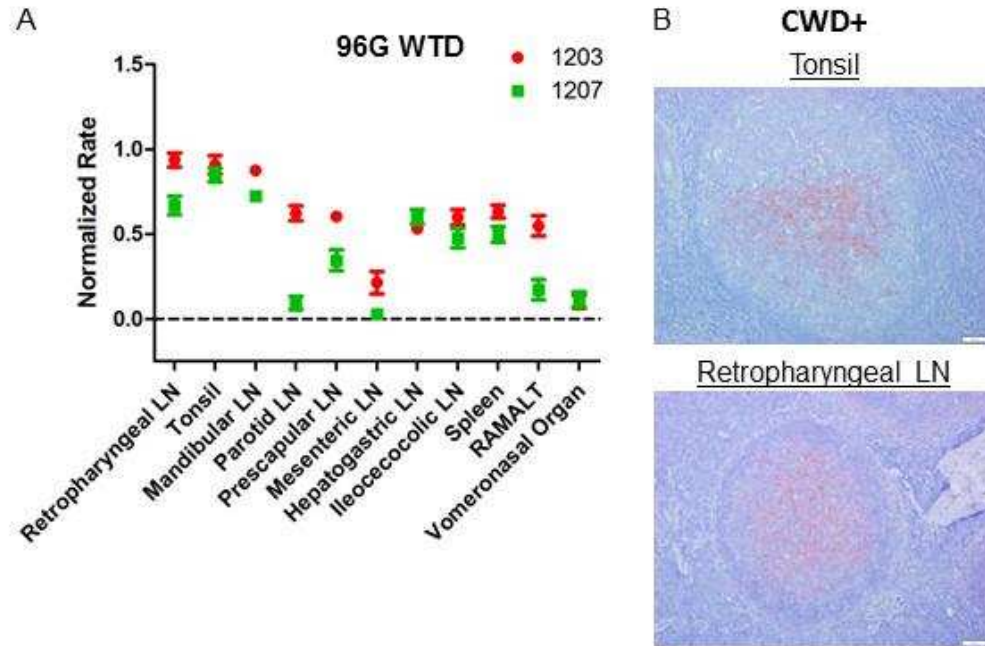 A
96G WTD
1203
1207
Normalized Rate
1.5
1.0
0.5
0.0
Retropharyngeal LN
Tonsil
Mandibular LN
Parotid LN
Prescapular LN
Mesenteric LN
Hepatogastric LN
Ileocecocolic LN
Spleen
RAMALT
Vomeronasal Organ
B
CWD+
Tonsil
Retropharyngeal LN